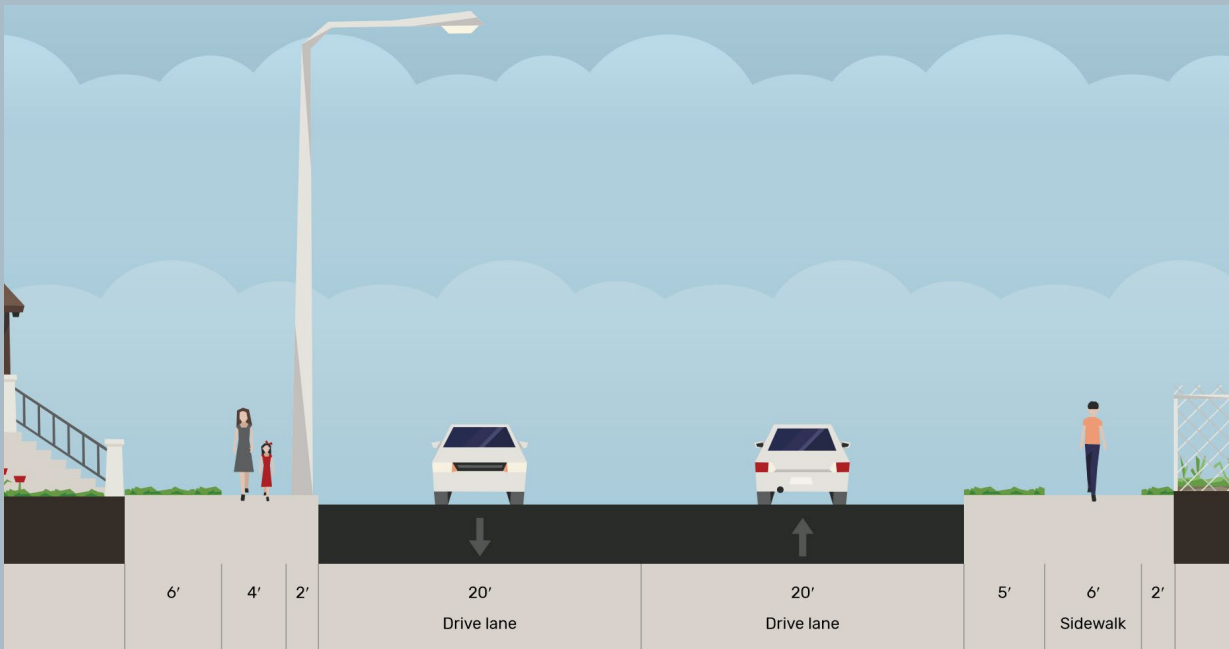 6′ 4′ 2′ 20′ 20′ 5′ 6′ 2′
Drive lane Drive lane Sidewalk